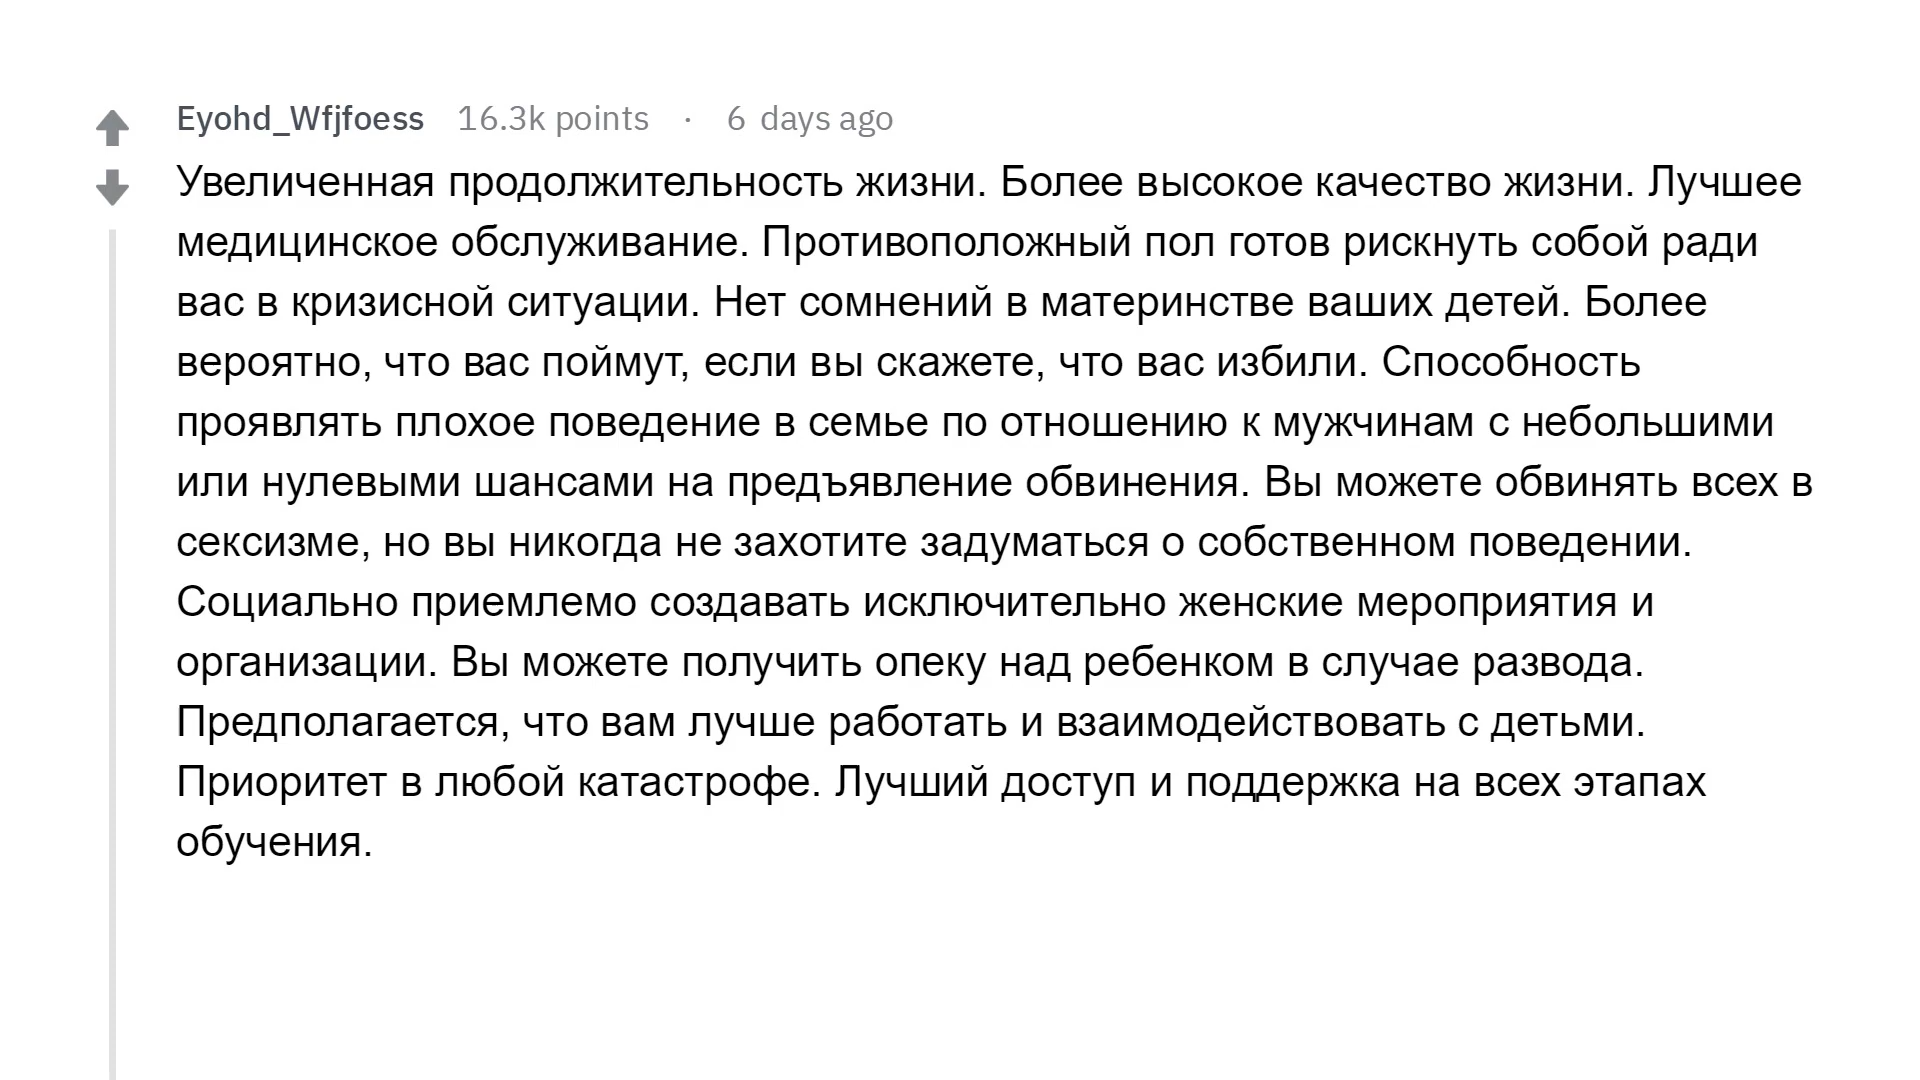 Eyohd_Wfjfoess 16.3k points · 6 days ago
Увеличенная продолжительность жизни. Более высокое качество жизни. Лучшее
медицинское обслуживание. Противоположный пол готов рискнуть собой ради
вас в кризисной ситуации. Нет сомнений в материнстве ваших детей. Более
вероятно, что вас поймут, если вы скажете, что вас избили. Способность
проявлять плохое поведение в семье по отношению к мужчинам с небольшими
или нулевыми шансами на предъявление обвинения. Вы можете обвинять всех в
сексизме, но вы никогда не захотите задуматься о собственном поведении.
Социально приемлемо создавать исключительно женские мероприятия и
организации. Вы можете получить опеку над ребенком в случае развода.
Предполагается, что вам лучше работать и взаимодействовать с детьми.
Приоритет в любой катастрофе. Лучший доступ и поддержка на всех этапах
обучения.